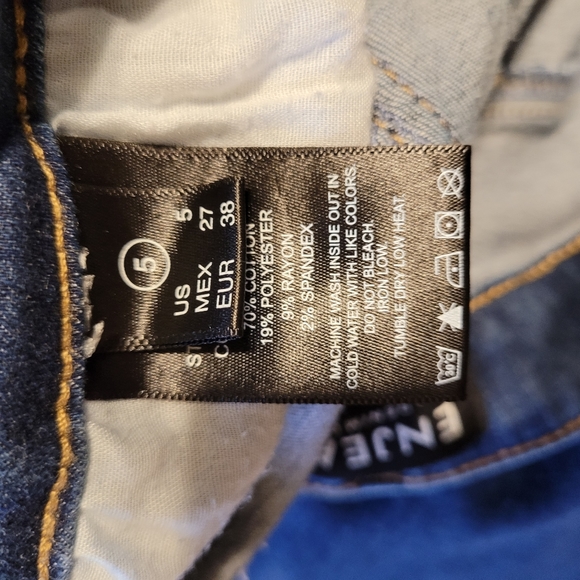 5
US 5
MEX 27
EUR 38
70% COTTON
19% POLYESTER
9% RAYON
2% SPANDEX
MACHINE WASH INSIDE OUT IN
COLD WATER WITH LIKE COLORS
DO NOT BLEACH
IRON LOW
TUMBLE DRY LOW HEAT
ENJEA